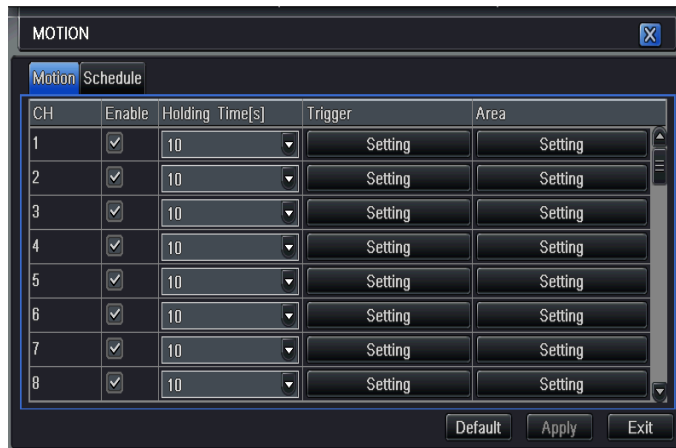 MOTION X
Motion Schedule
CH Enable Holding Time[s] Trigger Area
1 10 Setting Setting
2 10 Setting Setting
3 10 Setting Setting
4 10 Setting Setting
5 10 Setting Setting
6 10 Setting Setting
7 10 Setting Setting
8 10 Setting Setting
Default Apply Exit